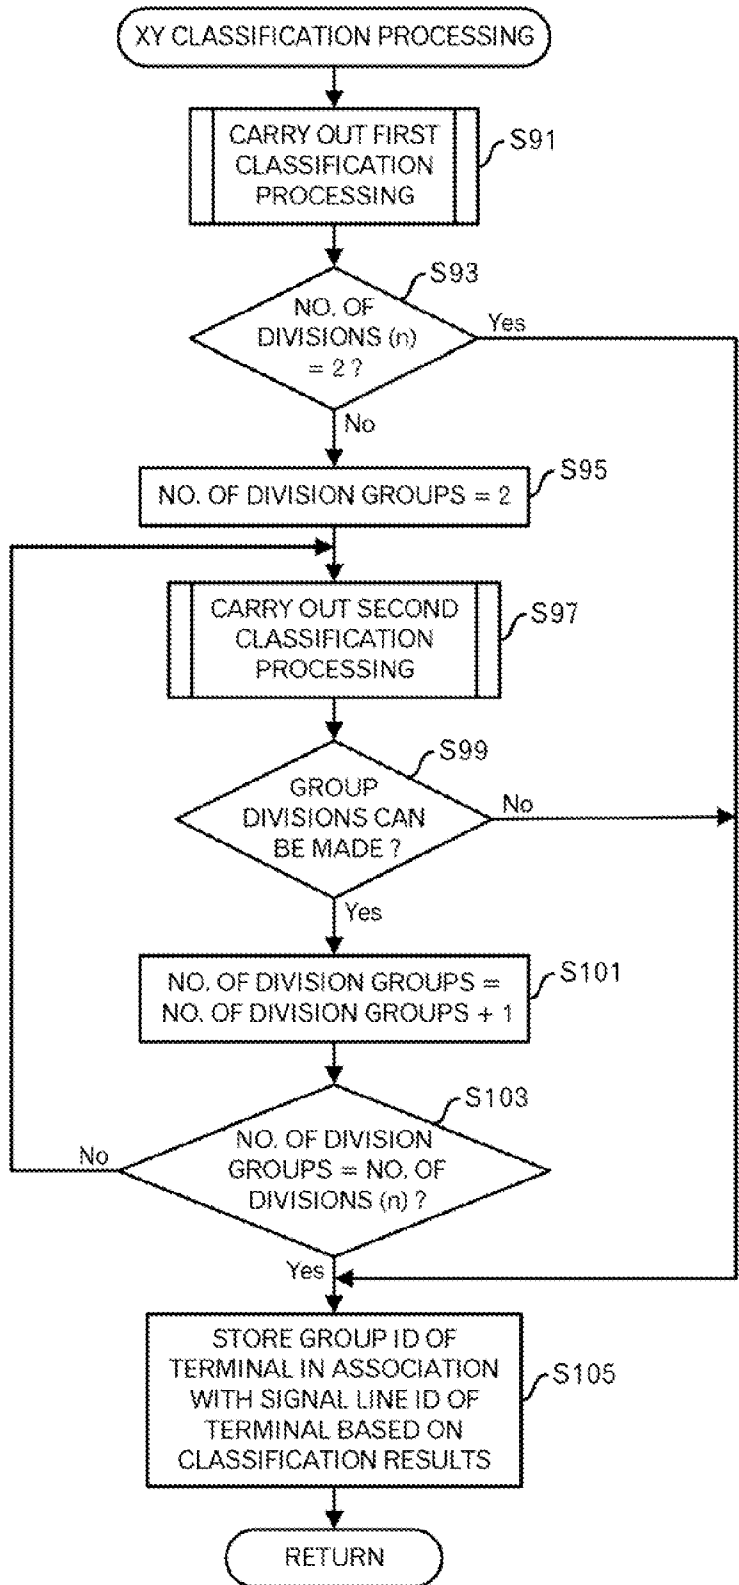 XY CLASSIFICATION PROCESSING
CARRY OUT FIRST
CLASSIFICATION
PROCESSING
S91
S93
NO. OF
DIVISIONS (n)
= 2 ?
Yes
No
NO. OF DIVISION GROUPS = 2
S95
CARRY OUT SECOND
CLASSIFICATION
PROCESSING
S97
S99
GROUP
DIVISIONS CAN
BE MADE ?
No
Yes
NO. OF DIVISION GROUPS =
NO. OF DIVISION GROUPS + 1
S101
S103
NO. OF DIVISION
GROUPS = NO. OF
DIVISIONS (n) ?
No
Yes
STORE GROUP ID OF
TERMINAL IN ASSOCIATION
WITH SIGNAL LINE ID OF
TERMINAL BASED ON
CLASSIFICATION RESULTS
S105
RETURN